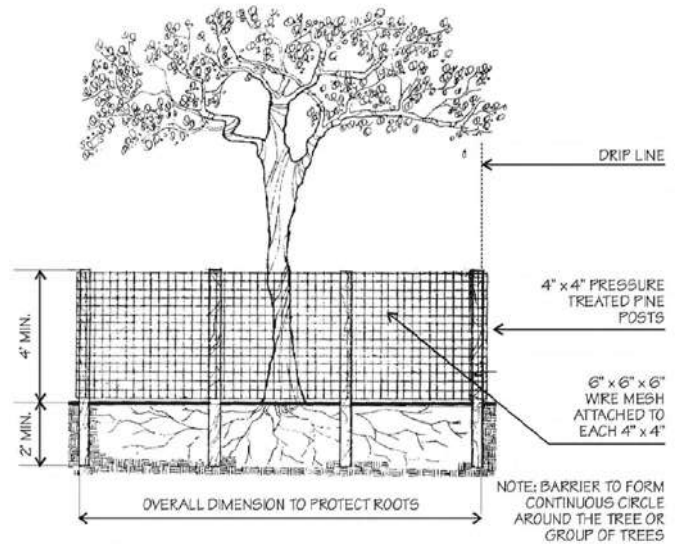 DRIP LINE
4" x 4" PRESSURE
TREATED PINE
POSTS
4' MIN.
6" x 6" x 6"
WIRE MESH
ATTACHED TO
EACH 4" x 4"
2' MIN.
OVERALL DIMENSION TO PROTECT ROOTS
NOTE: BARRIER TO FORM
CONTINUOUS CIRCLE
AROUND THE TREE OR
GROUP OF TREES